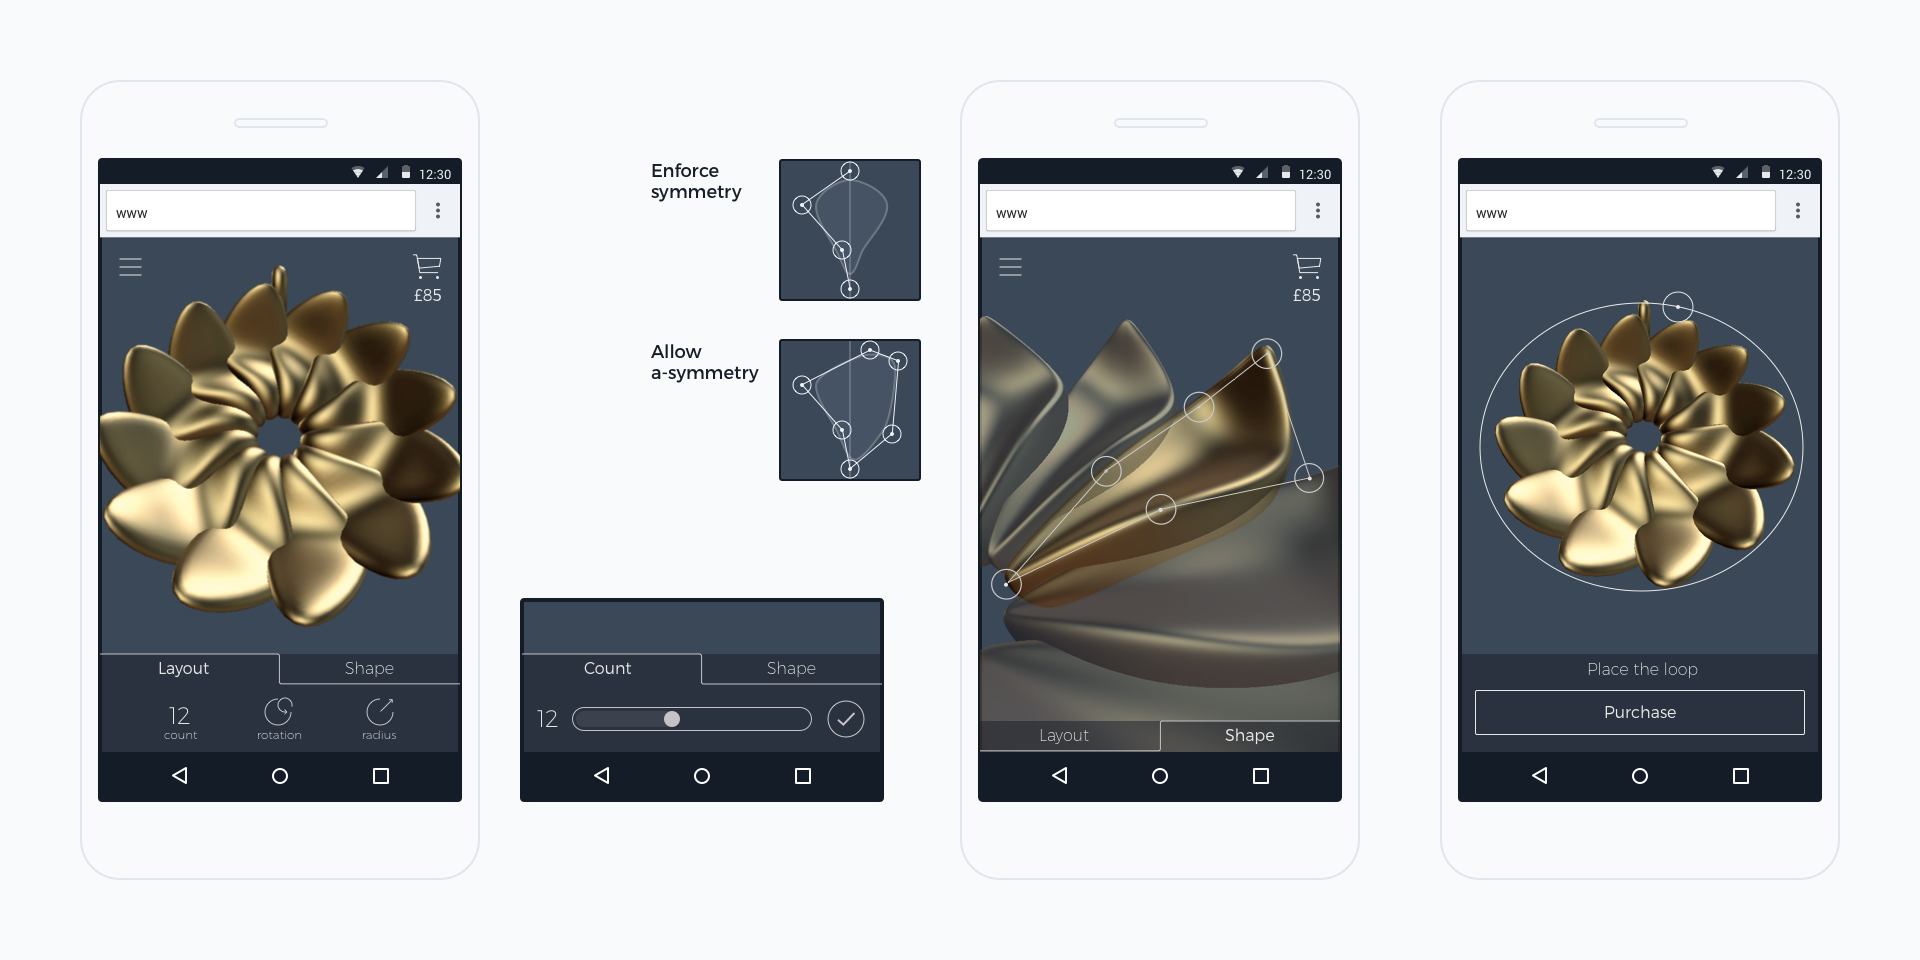 12:30
www
£85
Layout
Shape
12
count
rotation
radius
Enforce
symmetry
Allow
a-symmetry
Count
Shape
12
12:30
www
£85
Layout
Shape
12:30
www
Place the loop
Purchase